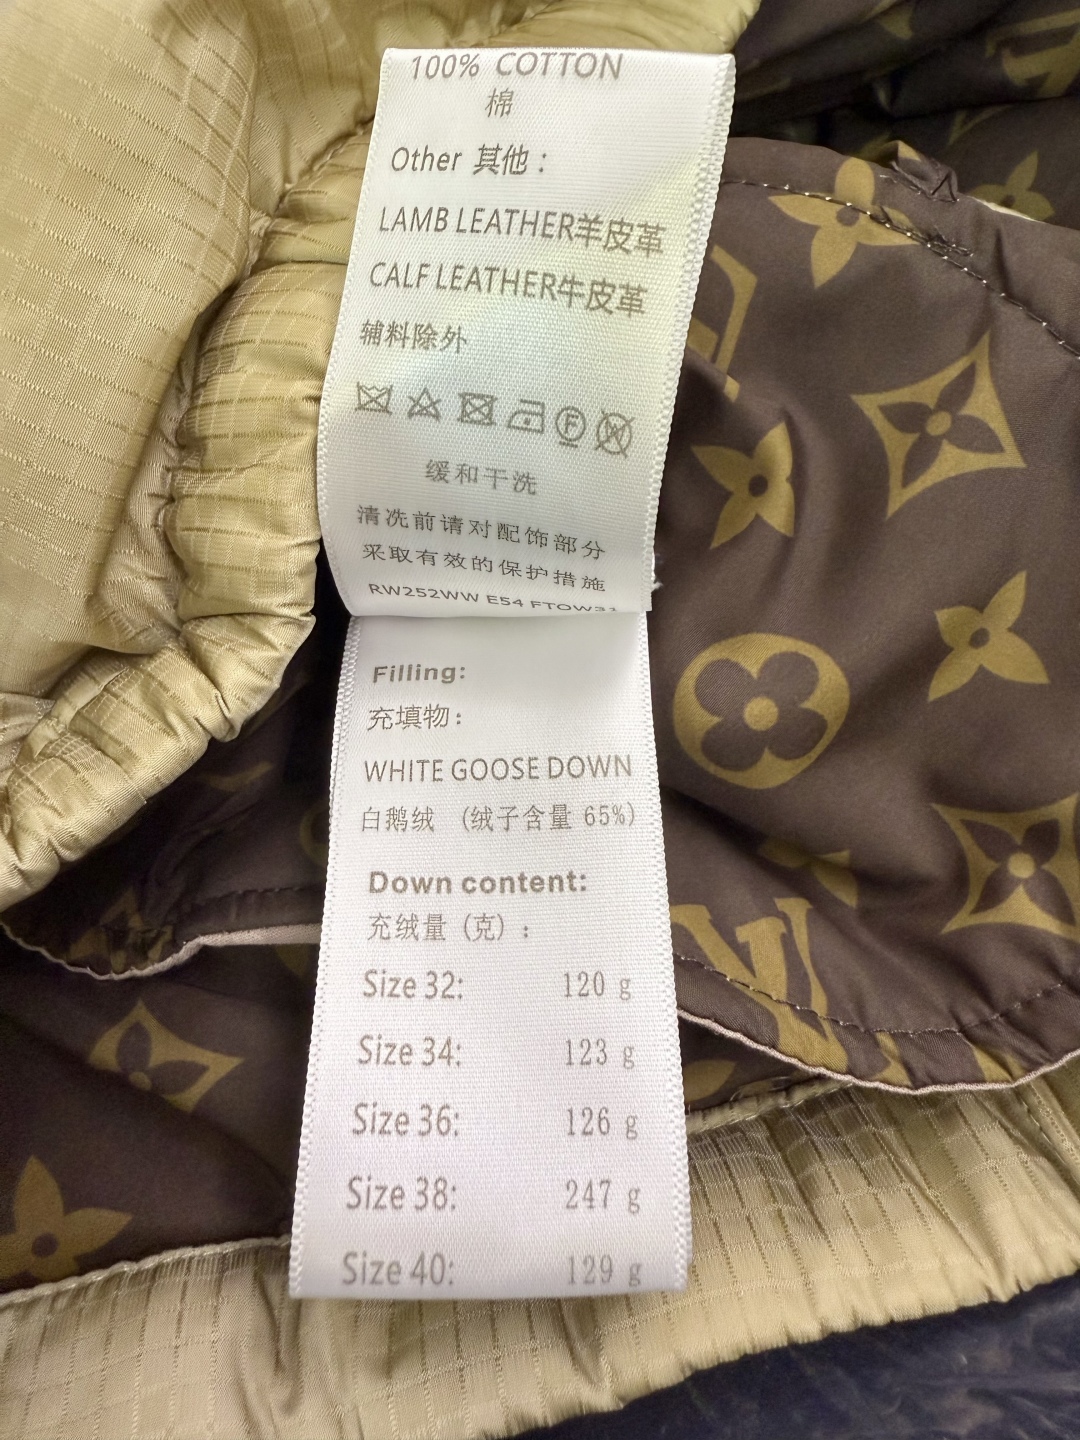 100% COTTON
棉
Other 其他：
LAMB LEATHER羊皮革
CALF LEATHER牛皮革
辅料除外
F
W
缓和干洗
清洗前请对配饰部分
采取有效的保护措施
RW252WW E54 FTOW31
Filling:
充填物：
WHITE GOOSE DOWN
白鹅绒 (绒子含量 65%)
Down content:
充绒量 (克)：
Size 32: 120 g
Size 34: 123 g
Size 36: 126 g
Size 38: 247 g
Size 40: 129 g